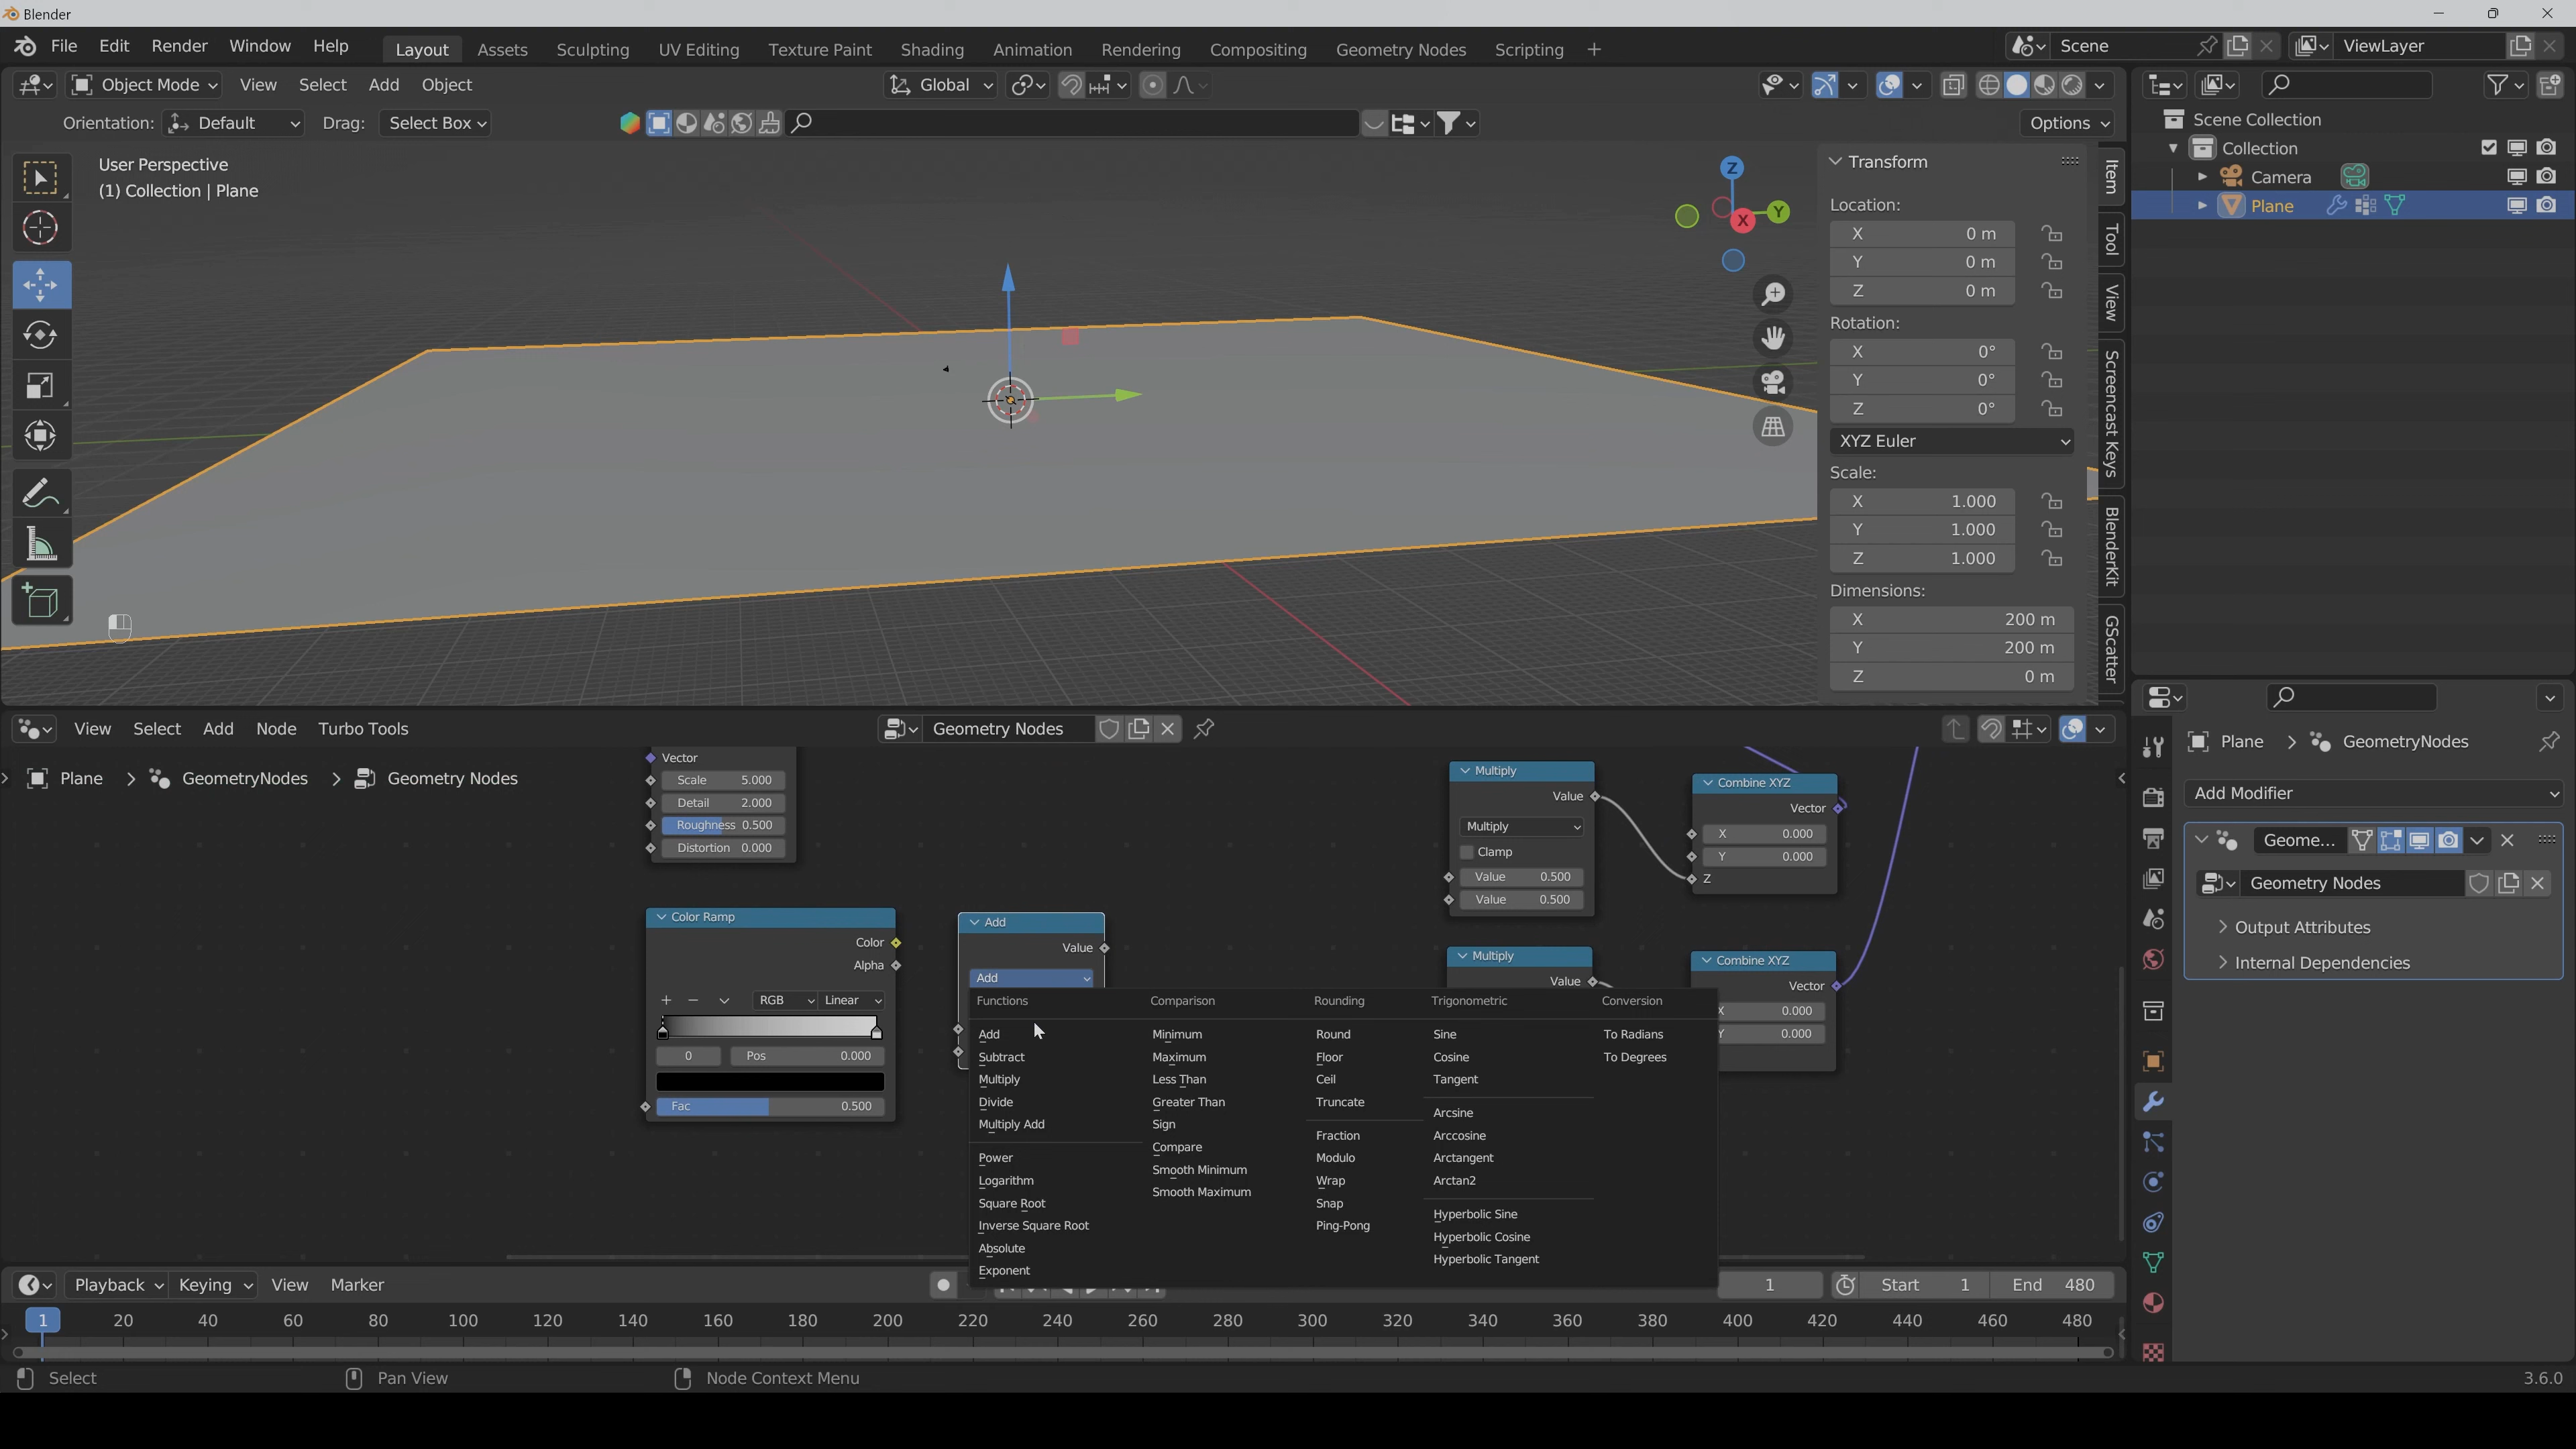 Blender
File Edit Render Window Help Layout Assets Sculpting UV Editing Texture Paint Shading Animation Rendering Compositing Geometry Nodes Scripting + Scene ViewLayer
Object Mode View Select Add Object Global
Orientation: Default Drag: Select Box Options
User Perspective
(1) Collection | Plane
Z
Y
X
Transform
Location:
X 0 m
Y 0 m
Z 0 m
Rotation:
X 0°
Y 0°
Z 0°
XYZ Euler
Scale:
X 1.000
Y 1.000
Z 1.000
Dimensions:
X 200 m
Y 200 m
Z 0 m
Item
Tool
View
Screencast Keys
BlenderKit
GScatter
Scene Collection
Collection
Camera
Plane
View Select Add Node Turbo Tools Geometry Nodes
Plane > GeometryNodes > Geometry Nodes
Vector
Scale 5.000
Detail 2.000
Roughness 0.500
Distortion 0.000
Color Ramp
Color
Alpha
RGB Linear
0 Pos 0.000
Fac 0.500
Add
Value
Add
Multiply
Value
Multiply
Clamp
Value 0.500
Value 0.500
Combine XYZ
Vector
X 0.000
Y 0.000
Z
Multiply
Value
Combine XYZ
Vector
X 0.000
Y 0.000
Functions
Add
Subtract
Multiply
Divide
Multiply Add
Power
Logarithm
Square Root
Inverse Square Root
Absolute
Exponent
Comparison
Minimum
Maximum
Less Than
Greater Than
Sign
Compare
Smooth Minimum
Smooth Maximum
Rounding
Round
Floor
Ceil
Truncate
Fraction
Modulo
Wrap
Snap
Ping-Pong
Trigonometric
Sine
Cosine
Tangent
Arcsine
Arccosine
Arctangent
Arctan2
Hyperbolic Sine
Hyperbolic Cosine
Hyperbolic Tangent
Conversion
To Radians
To Degrees
Plane > GeometryNodes
Add Modifier
Geome...
Geometry Nodes
Output Attributes
Internal Dependencies
Playback Keying View Marker 1 Start 1 End 480
1 20 40 60 80 100 120 140 160 180 200 220 240 260 280 300 320 340 360 380 400 420 440 460 480
Select Pan View Node Context Menu 3.6.0